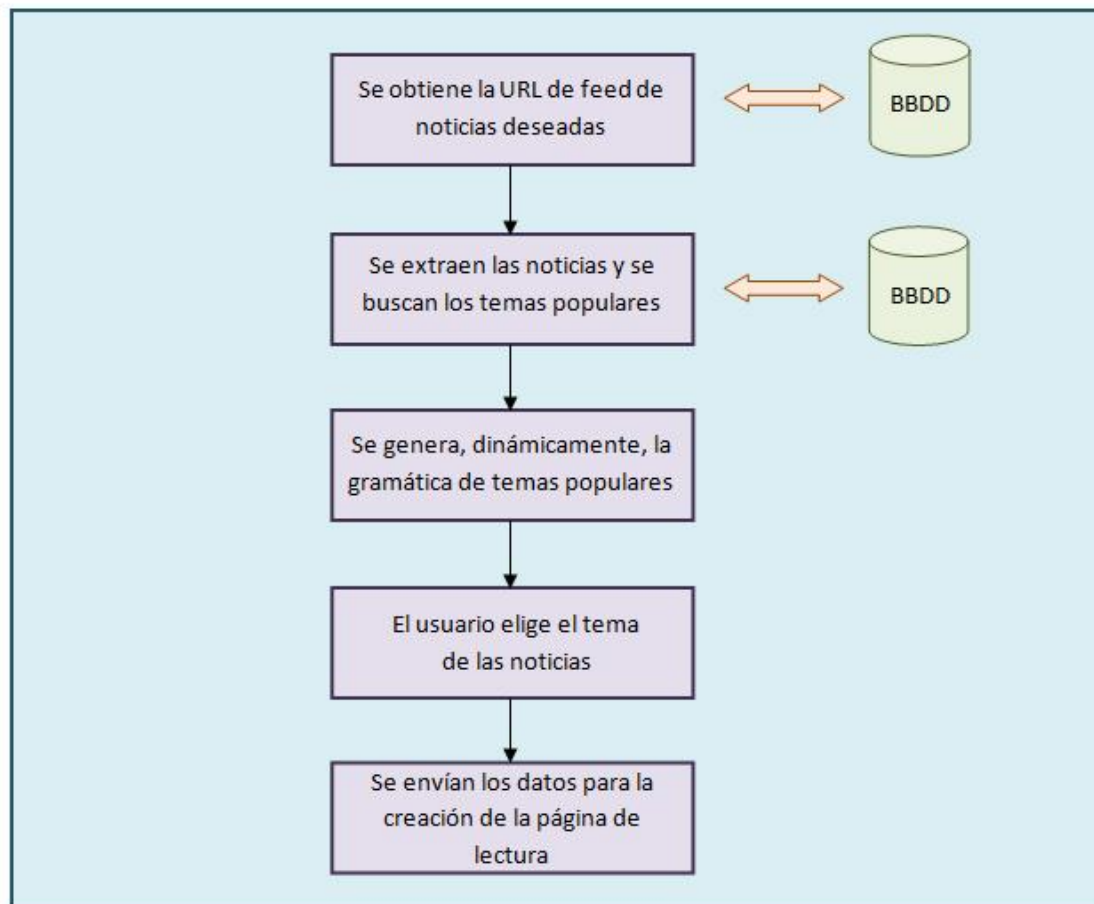 Se obtiene la URL de feed de
noticias deseadas
BBDD
Se extraen las noticias y se
buscan los temas populares
BBDD
Se genera, dinámicamente, la
gramática de temas populares
El usuario elige el tema
de las noticias
Se envían los datos para la
creación de la página de
lectura